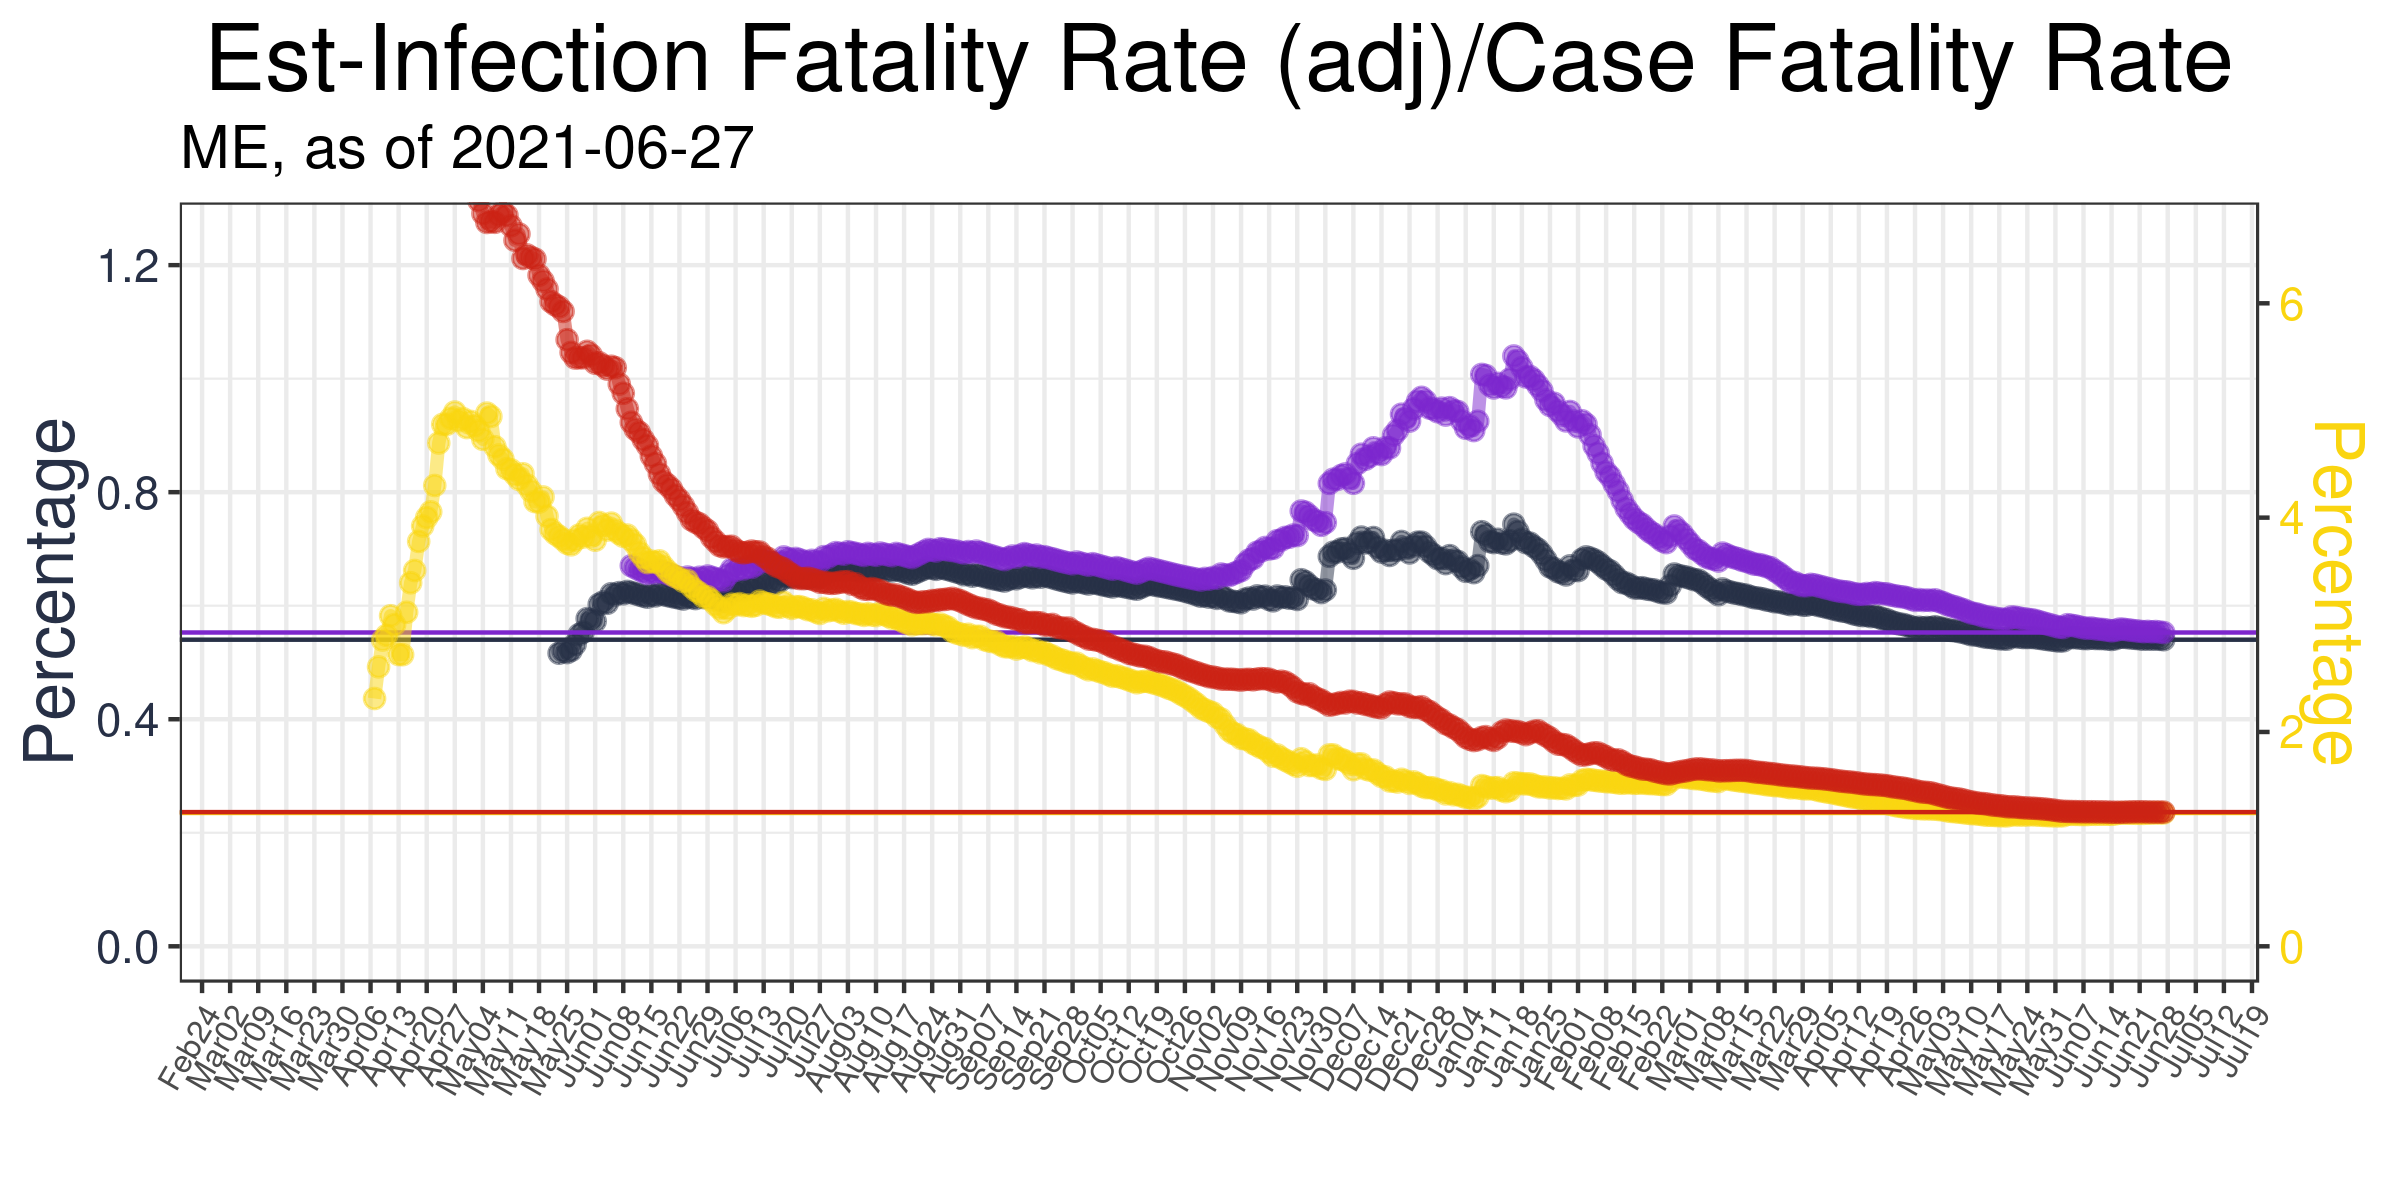 Est-Infection Fatality Rate (adj)/Case Fatality Rate
ME, as of 2021-06-27
Percentage
1.2
0.8
0.4
0.0
6
4
2
0
Percentage
Feb24
Mar02
Mar09
Mar16
Mar23
Mar30
Apr06
Apr13
Apr20
Apr27
May04
May11
May18
May25
Jun01
Jun08
Jun15
Jun22
Jun29
Jul06
Jul13
Jul20
Jul27
Aug03
Aug10
Aug17
Aug24
Aug31
Sep07
Sep14
Sep21
Sep28
Oct05
Oct12
Oct19
Oct26
Nov02
Nov09
Nov16
Nov23
Nov30
Dec07
Dec14
Dec21
Dec28
Jan04
Jan11
Jan18
Jan25
Feb01
Feb08
Feb15
Feb22
Mar01
Mar08
Mar15
Mar22
Mar29
Apr05
Apr12
Apr19
Apr26
May03
May10
May17
May24
May31
Jun07
Jun14
Jun21
Jun28
Jul05
Jul12
Jul19